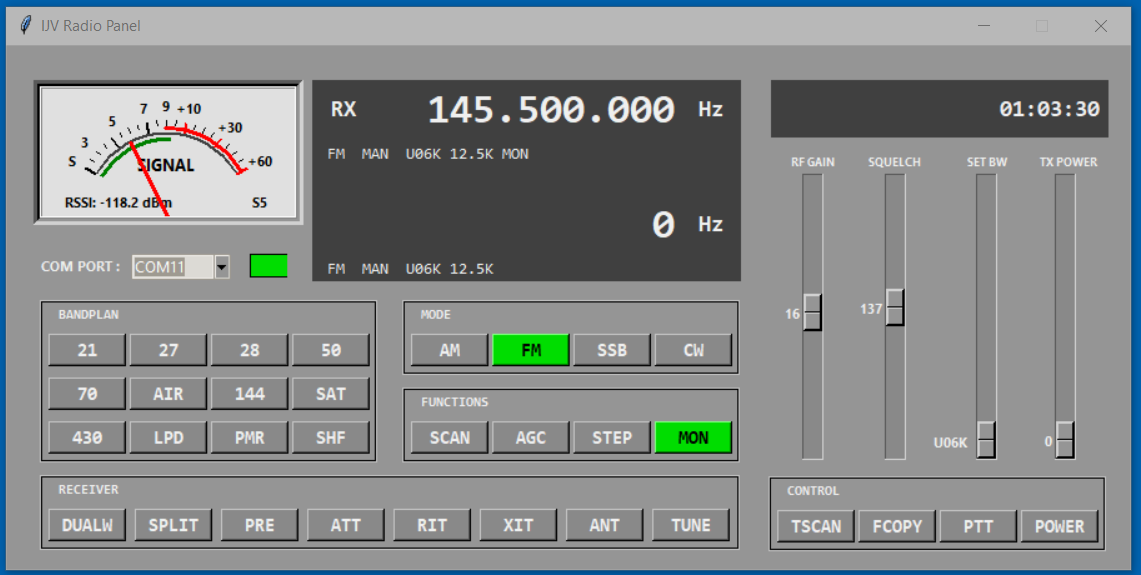 IJV Radio Panel
S 3 5 7 9 +10 +30 +60
SIGNAL
RSSI: -118.2 dBm S5
RX 145.500.000 Hz
FM MAN U06K 12.5K MON
0 Hz
FM MAN U06K 12.5K
01:03:30
RF GAIN SQUELCH SET BW TX POWER
16 137 U06K 0
COM PORT : COM11
BANDPLAN
21 27 28 50
70 AIR 144 SAT
430 LPD PMR SHF
MODE
AM FM SSB CW
FUNCTIONS
SCAN AGC STEP MON
RECEIVER
DUALW SPLIT PRE ATT RIT XIT ANT TUNE
CONTROL
TSCAN FCOPY PTT POWER